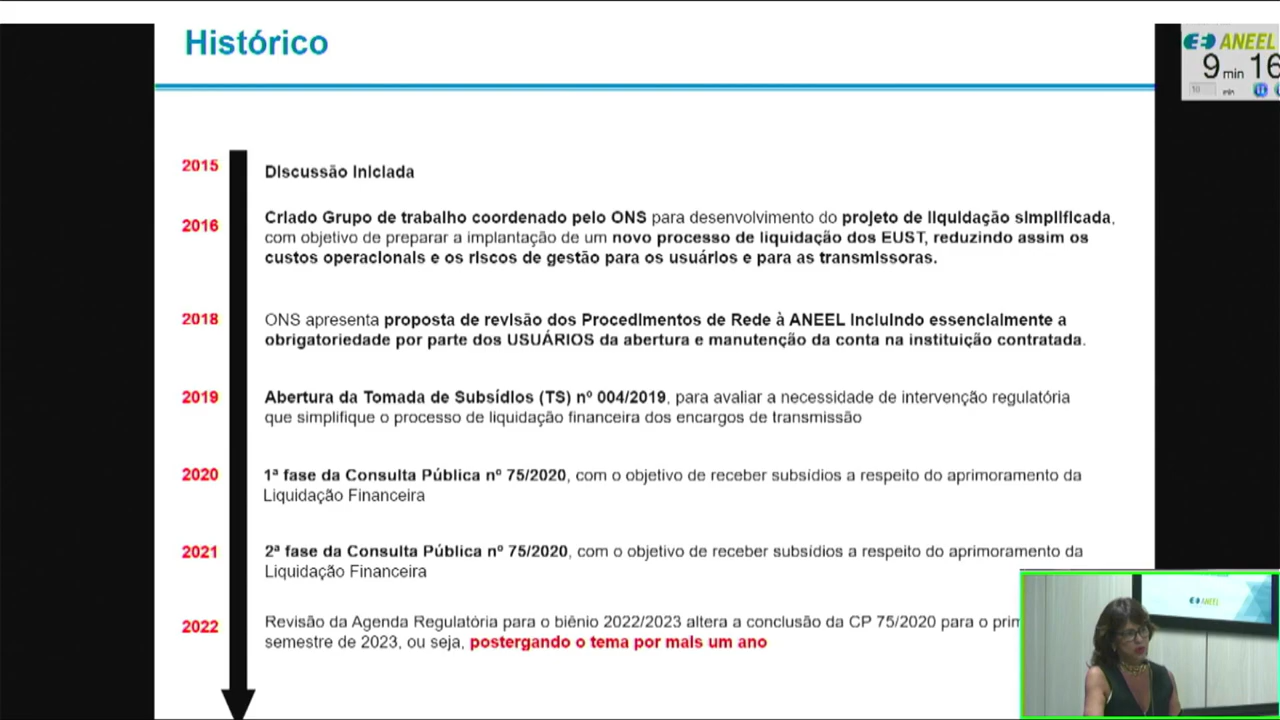 Histórico
ANEEL
9 min 16
10 min
2015
Discussão Iniciada
2016
Criado Grupo de trabalho coordenado pelo ONS para desenvolvimento do projeto de liquidação simplificada,
com objetivo de preparar a implantação de um novo processo de liquidação dos EUST, reduzindo assim os
custos operacionais e os riscos de gestão para os usuários e para as transmissoras.
2018
ONS apresenta proposta de revisão dos Procedimentos de Rede à ANEEL incluindo essencialmente a
obrigatoriedade por parte dos USUÁRIOS da abertura e manutenção da conta na instituição contratada.
2019
Abertura da Tomada de Subsídios (TS) nº 004/2019, para avaliar a necessidade de intervenção regulatória
que simplifique o processo de liquidação financeira dos encargos de transmissão
2020
1ª fase da Consulta Pública nº 75/2020, com o objetivo de receber subsídios a respeito do aprimoramento da
Liquidação Financeira
2021
2ª fase da Consulta Pública nº 75/2020, com o objetivo de receber subsídios a respeito do aprimoramento da
Liquidação Financeira
2022
Revisão da Agenda Regulatória para o biênio 2022/2023 altera a conclusão da CP 75/2020 para o prim
semestre de 2023, ou seja, postergando o tema por mais um ano
ANEEL